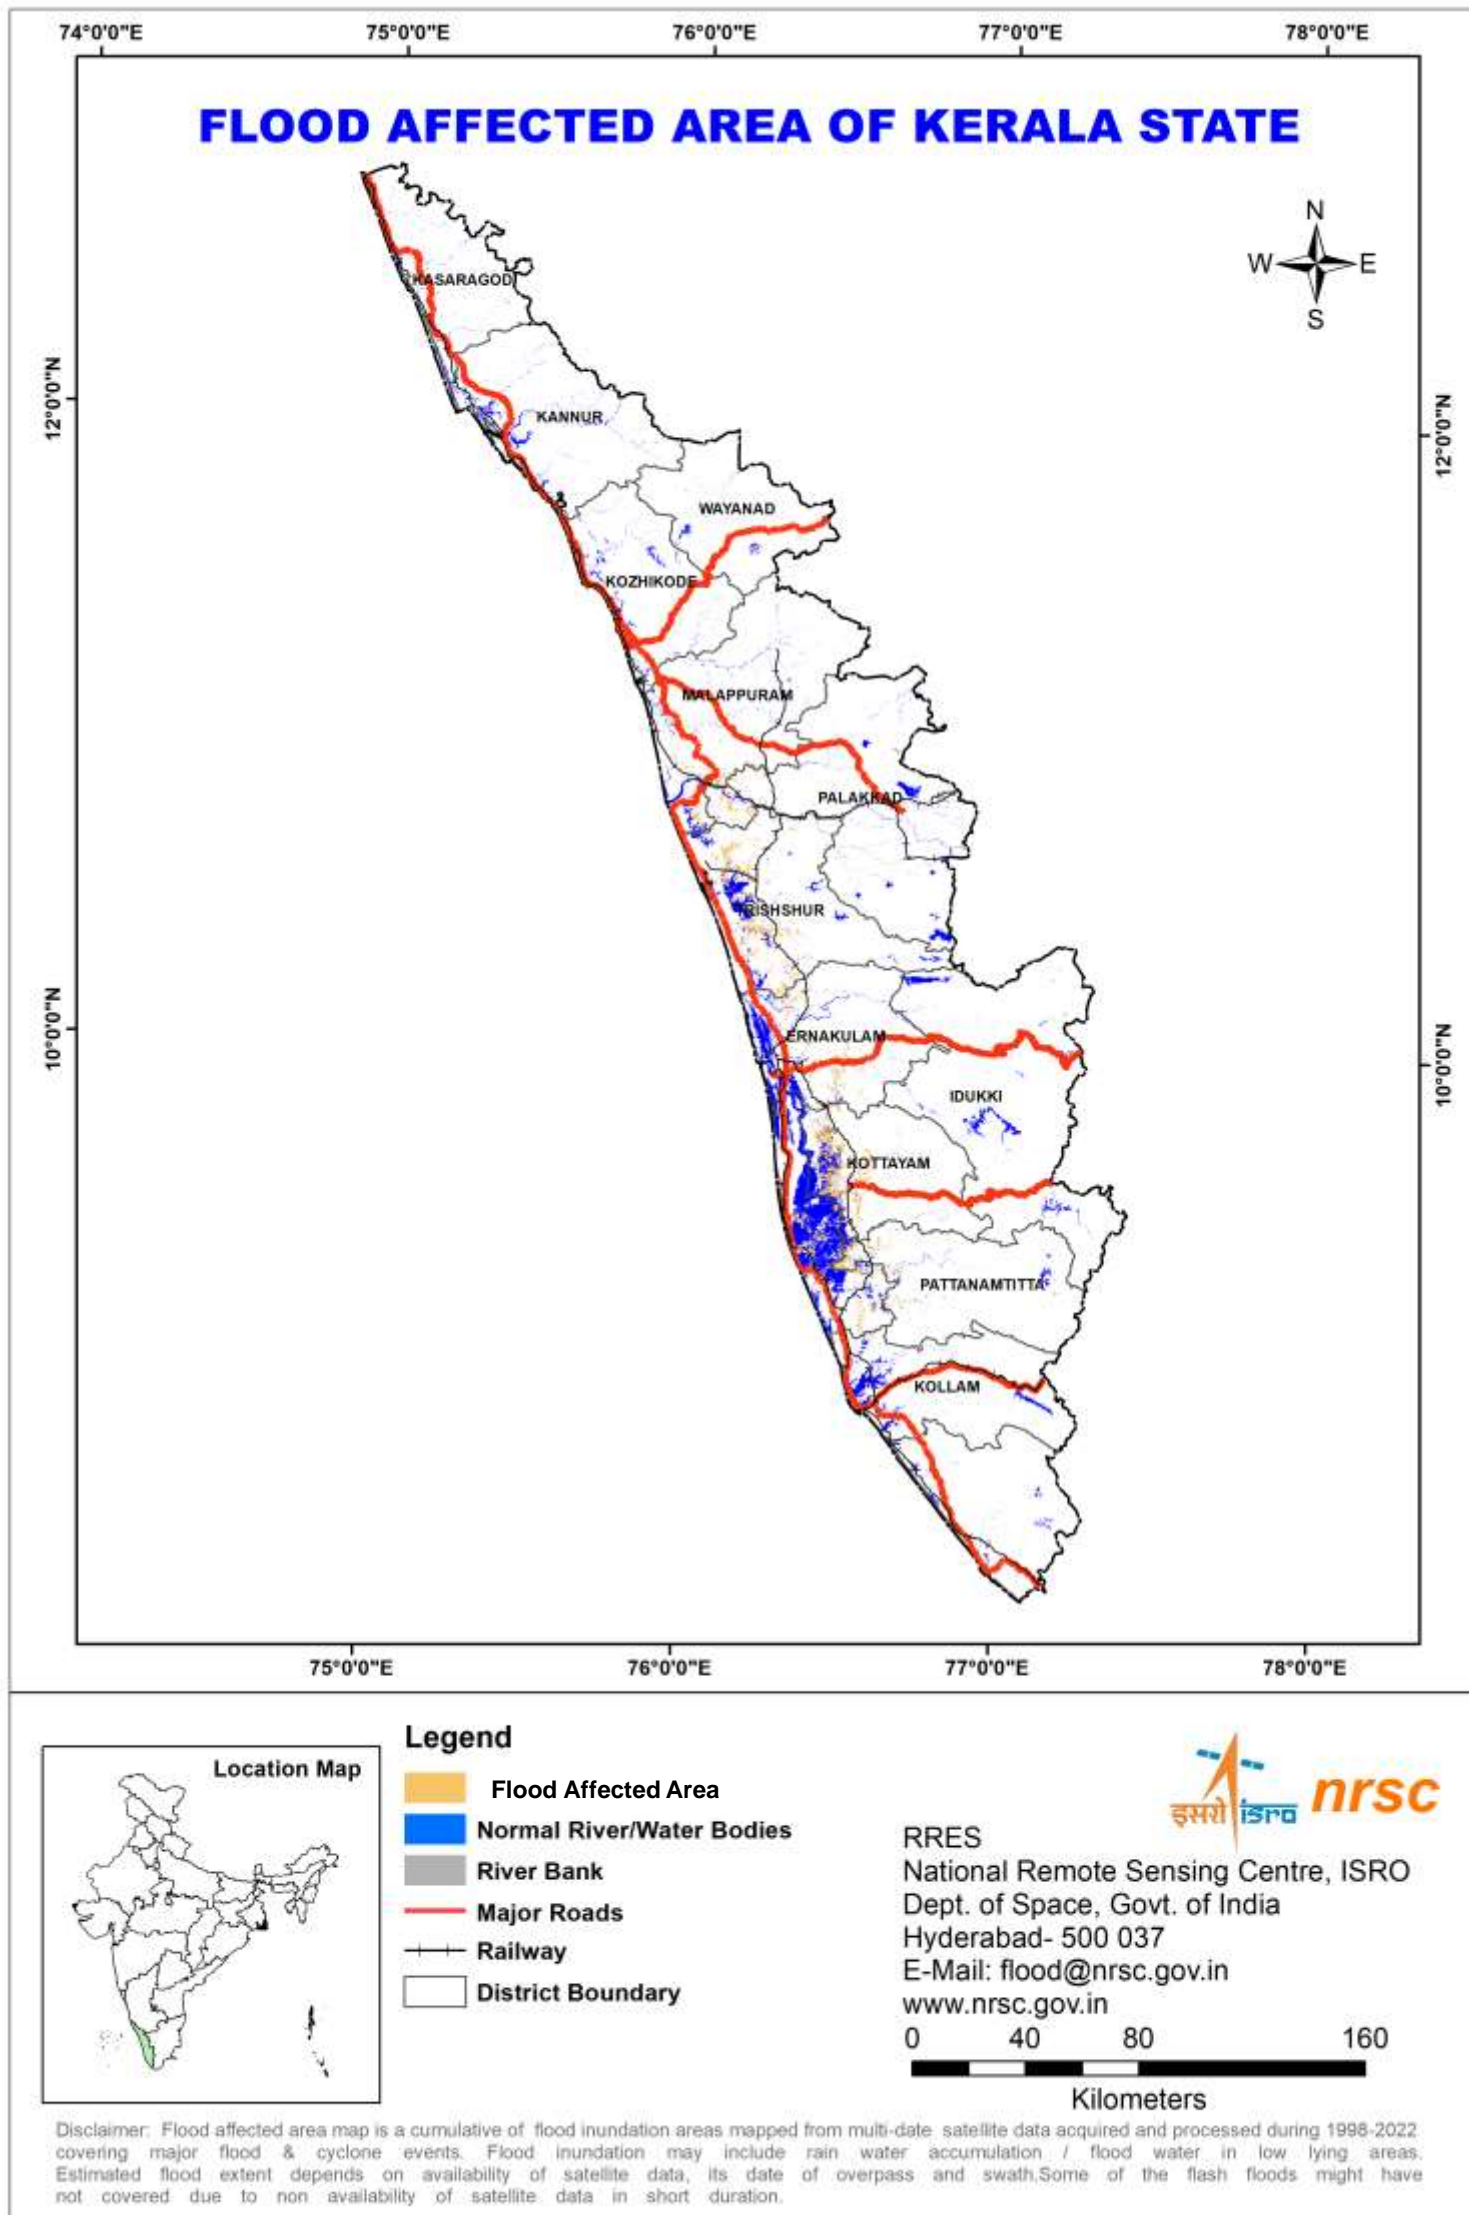 74°0'0"E 75°0'0"E 76°0'0"E 77°0'0"E 78°0'0"E
FLOOD AFFECTED AREA OF KERALA STATE
N
W E
S
KASARAGOD
12°0'0"N
12°0'0"N
KANNUR
WAYANAD
KOZHIKODE
MALAPPURAM
PALAKKAD
RISHSHUR
10°0'0"N
10°0'0"N
ERNAKULAM
IDUKKI
KOTTAYAM
PATTANAMTITTA
KOLLAM
75°0'0"E 76°0'0"E 77°0'0"E 78°0'0"E
Location Map
Legend
Flood Affected Area
Normal River/Water Bodies
River Bank
Major Roads
Railway
District Boundary
इसरो isro nrsc
RRES
National Remote Sensing Centre, ISRO
Dept. of Space, Govt. of India
Hyderabad- 500 037
E-Mail: flood@nrsc.gov.in
www.nrsc.gov.in
0 40 80 160
Kilometers
Disclaimer: Flood affected area map is a cumulative of flood inundation areas mapped from multi-date satellite data acquired and processed during 1998-2022
covering major flood & cyclone events. Flood inundation may include rain water accumulation / flood water in low lying areas.
Estimated flood extent depends on availability of satellite data, its date of overpass and swath.Some of the flash floods might have
not covered due to non availability of satellite data in short duration.